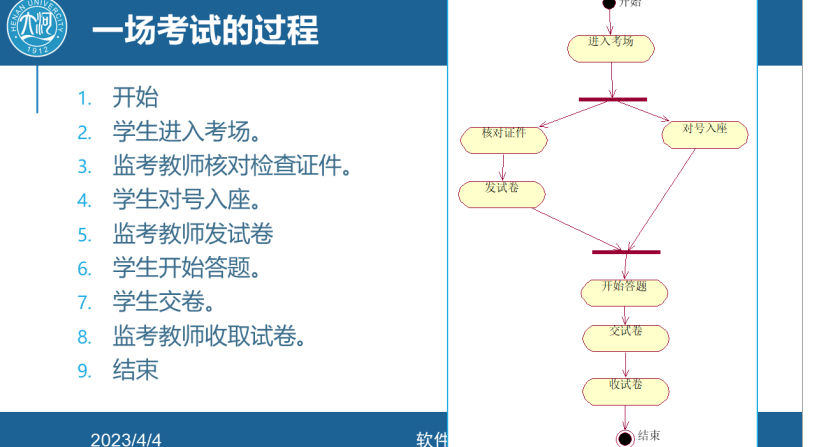 HENAN UNIVERSITY
1912
一场考试的过程
1. 开始
2. 学生进入考场。
3. 监考教师核对检查证件。
4. 学生对号入座。
5. 监考教师发试卷
6. 学生开始答题。
7. 学生交卷。
8. 监考教师收取试卷。
9. 结束
开始
进入考场
核对证件
对号入座
发试卷
开始答题
交试卷
收试卷
结束
2023/4/4
软件